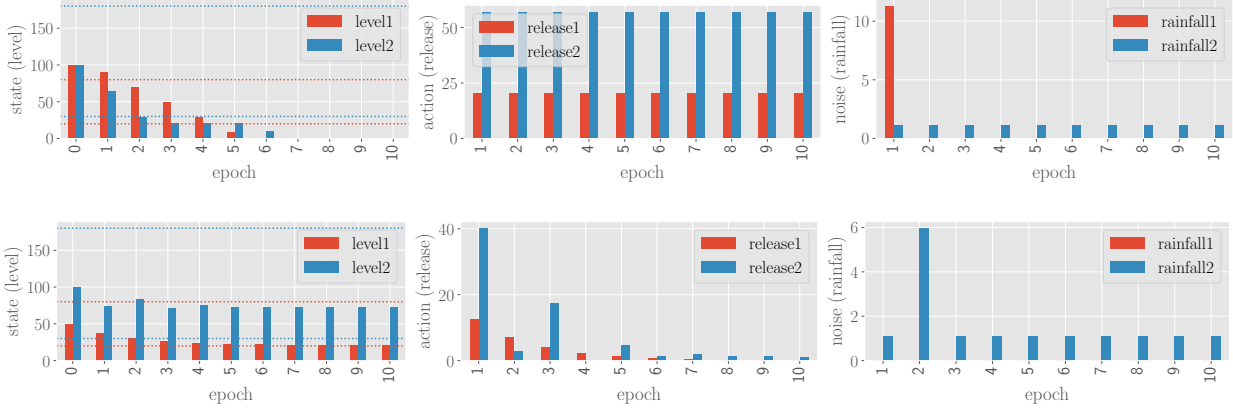 state (level)
150
100
50
0
level1
level2
0 1 2 3 4 5 6 7 8 9 10
epoch
action (release)
50
25
0
release1
release2
1 2 3 4 5 6 7 8 9 10
epoch
noise (rainfall)
10
5
0
rainfall1
rainfall2
1 2 3 4 5 6 7 8 9 10
epoch
state (level)
150
100
50
0
level1
level2
0 1 2 3 4 5 6 7 8 9 10
epoch
action (release)
40
20
0
release1
release2
1 2 3 4 5 6 7 8 9 10
epoch
noise (rainfall)
6
4
2
0
rainfall1
rainfall2
1 2 3 4 5 6 7 8 9 10
epoch